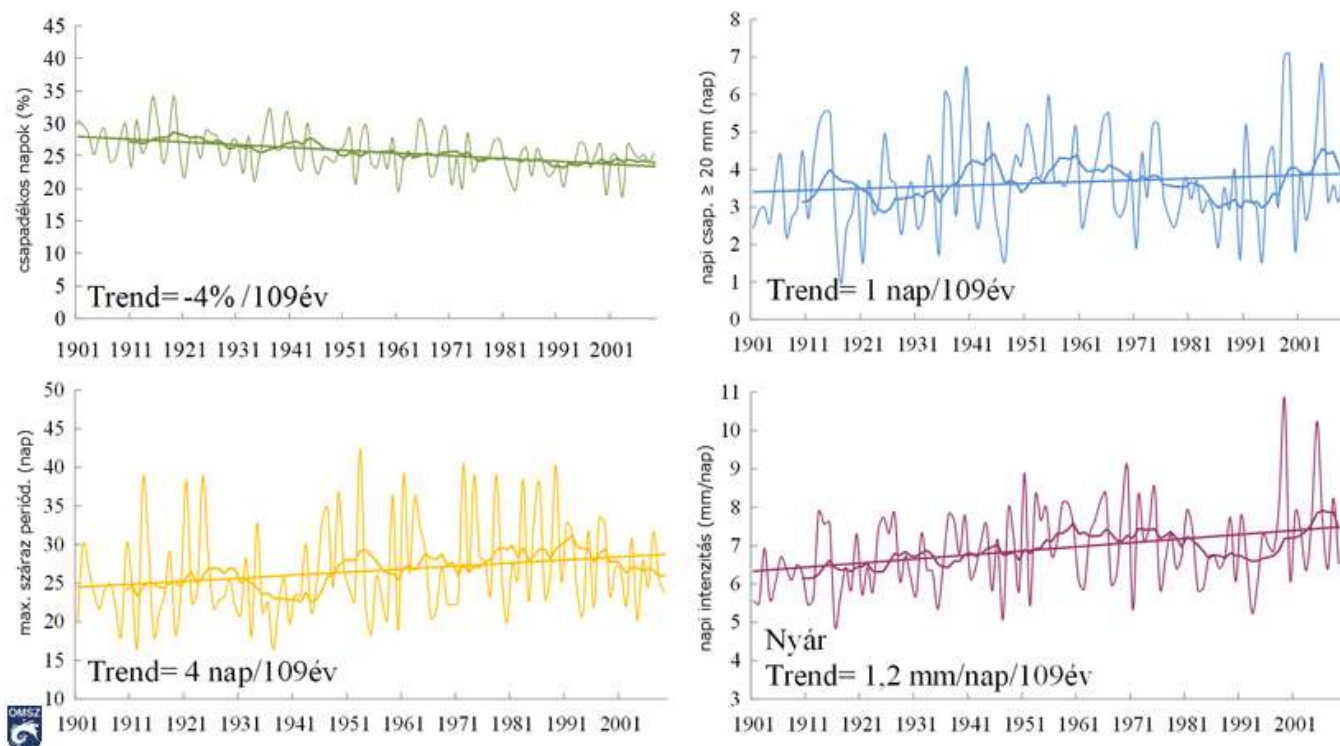 csapadékos napok (%)
45
40
35
30
25
20
15
10
5
0
Trend= -4% /109év
1901 1911 1921 1931 1941 1951 1961 1971 1981 1991 2001
napi csap. ≥ 20 mm (nap)
8
7
6
5
4
3
2
1
0
Trend= 1 nap/109év
1901 1911 1921 1931 1941 1951 1961 1971 1981 1991 2001
max. száraz periód. (nap)
50
45
40
35
30
25
20
15
10
Trend= 4 nap/109év
1901 1911 1921 1931 1941 1951 1961 1971 1981 1991 2001
napi intenzitás (mm/nap)
11
10
9
8
7
6
5
4
3
Nyár
Trend= 1,2 mm/nap/109év
1901 1911 1921 1931 1941 1951 1961 1971 1981 1991 2001
OMSZ